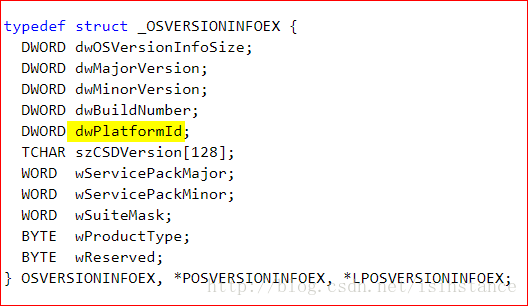 typedef struct _OSVERSIONINFOEX {
  DWORD dwOSVersionInfoSize;
  DWORD dwMajorVersion;
  DWORD dwMinorVersion;
  DWORD dwBuildNumber;
  DWORD dwPlatformId;
  TCHAR szCSDVersion[128];
  WORD  wServicePackMajor;
  WORD  wServicePackMinor;
  WORD  wSuiteMask;
  BYTE  wProductType;
  BYTE  wReserved;
} OSVERSIONINFOEX, *POSVERSIONINFOEX, *LPOSVERSIONINFOEX;
http://blog.csdn.net/isinstance